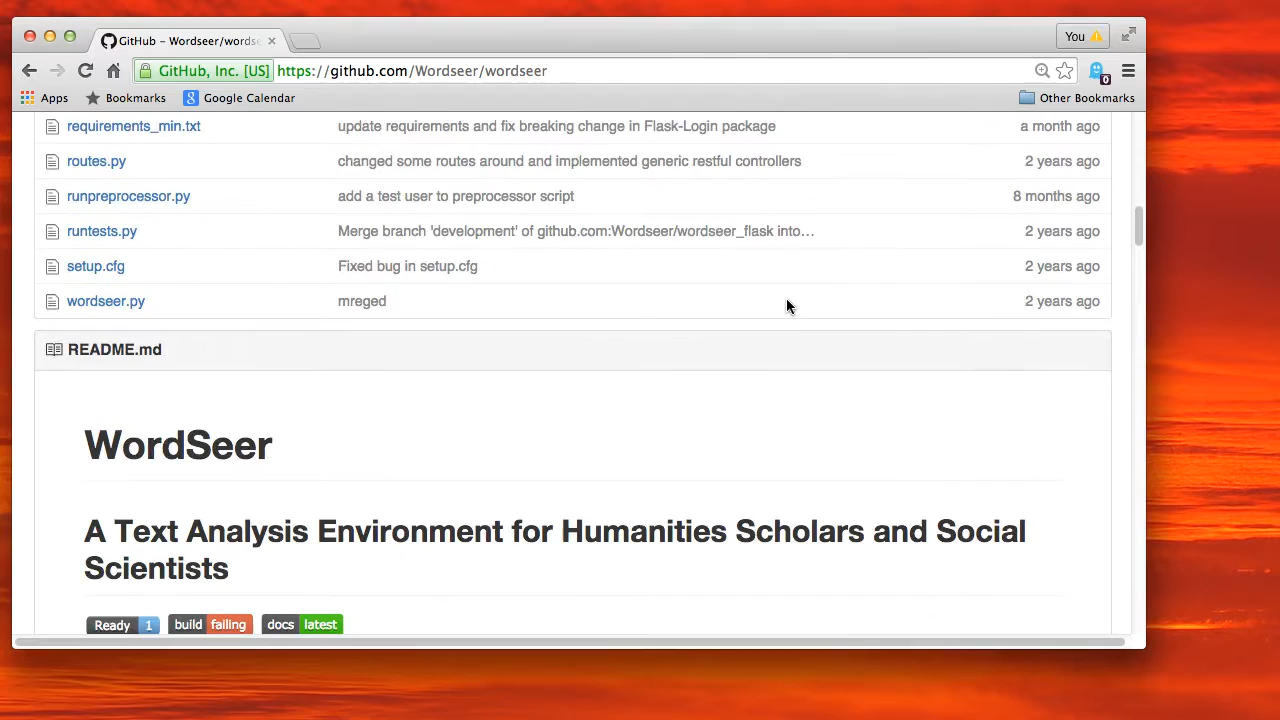 GitHub – Wordseer/wordse
You
GitHub, Inc. [US] https://github.com/Wordseer/wordseer
0
Apps Bookmarks 8 Google Calendar Other Bookmarks
requirements_min.txt update requirements and fix breaking change in Flask-Login package a month ago
routes.py changed some routes around and implemented generic restful controllers 2 years ago
runpreprocessor.py add a test user to preprocessor script 8 months ago
runtests.py Merge branch 'development' of github.com:Wordseer/wordseer_flask into… 2 years ago
setup.cfg Fixed bug in setup.cfg 2 years ago
wordseer.py mreged 2 years ago
README.md
WordSeer
A Text Analysis Environment for Humanities Scholars and Social
Scientists
Ready 1 build failing docs latest